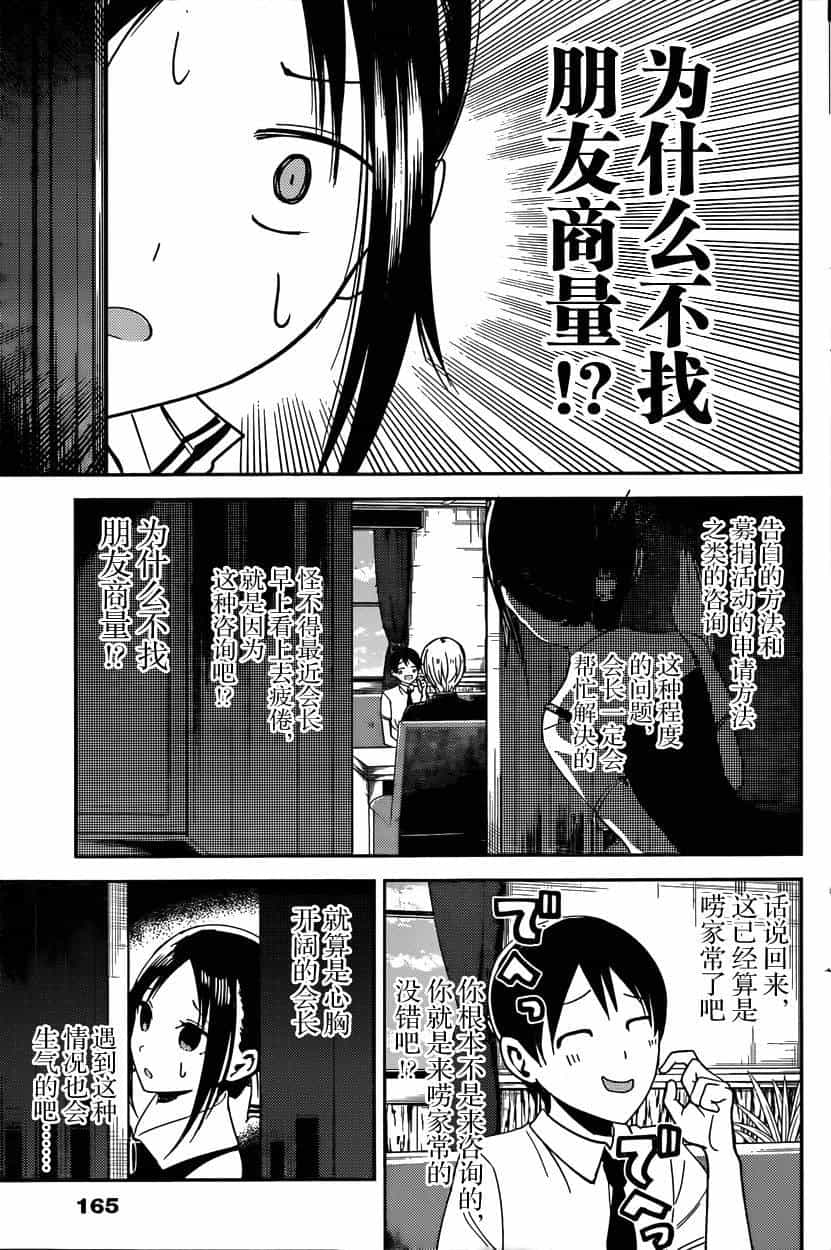 为什么不找
朋友商量!?
告白的方法和
募捐活动的申请方法
之类的咨询
这种程度
的问题，
会长一定会
帮忙解决的
怪不得最近会长
早上看上去疲倦，
就是因为
这种咨询吧!?
为什么不找
朋友商量!?
话说回来，
这已经算是
唠家常了吧
でへっ
你根本不是来咨询的，
你就是来唠家常的
没错吧!?
でへっ
就算是心胸
开阔的会长
遇到这种
情况也会
生气的吧……
165